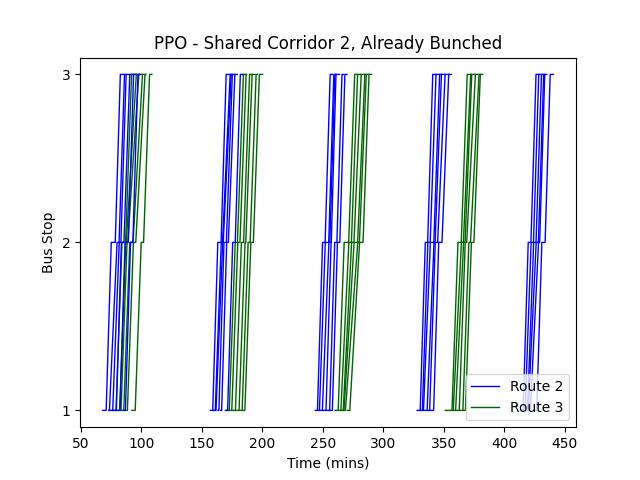 PPO - Shared Corridor 2, Already Bunched
3
2
1
Bus Stop
50 100 150 200 250 300 350 400 450
Time (mins)
Route 2
Route 3